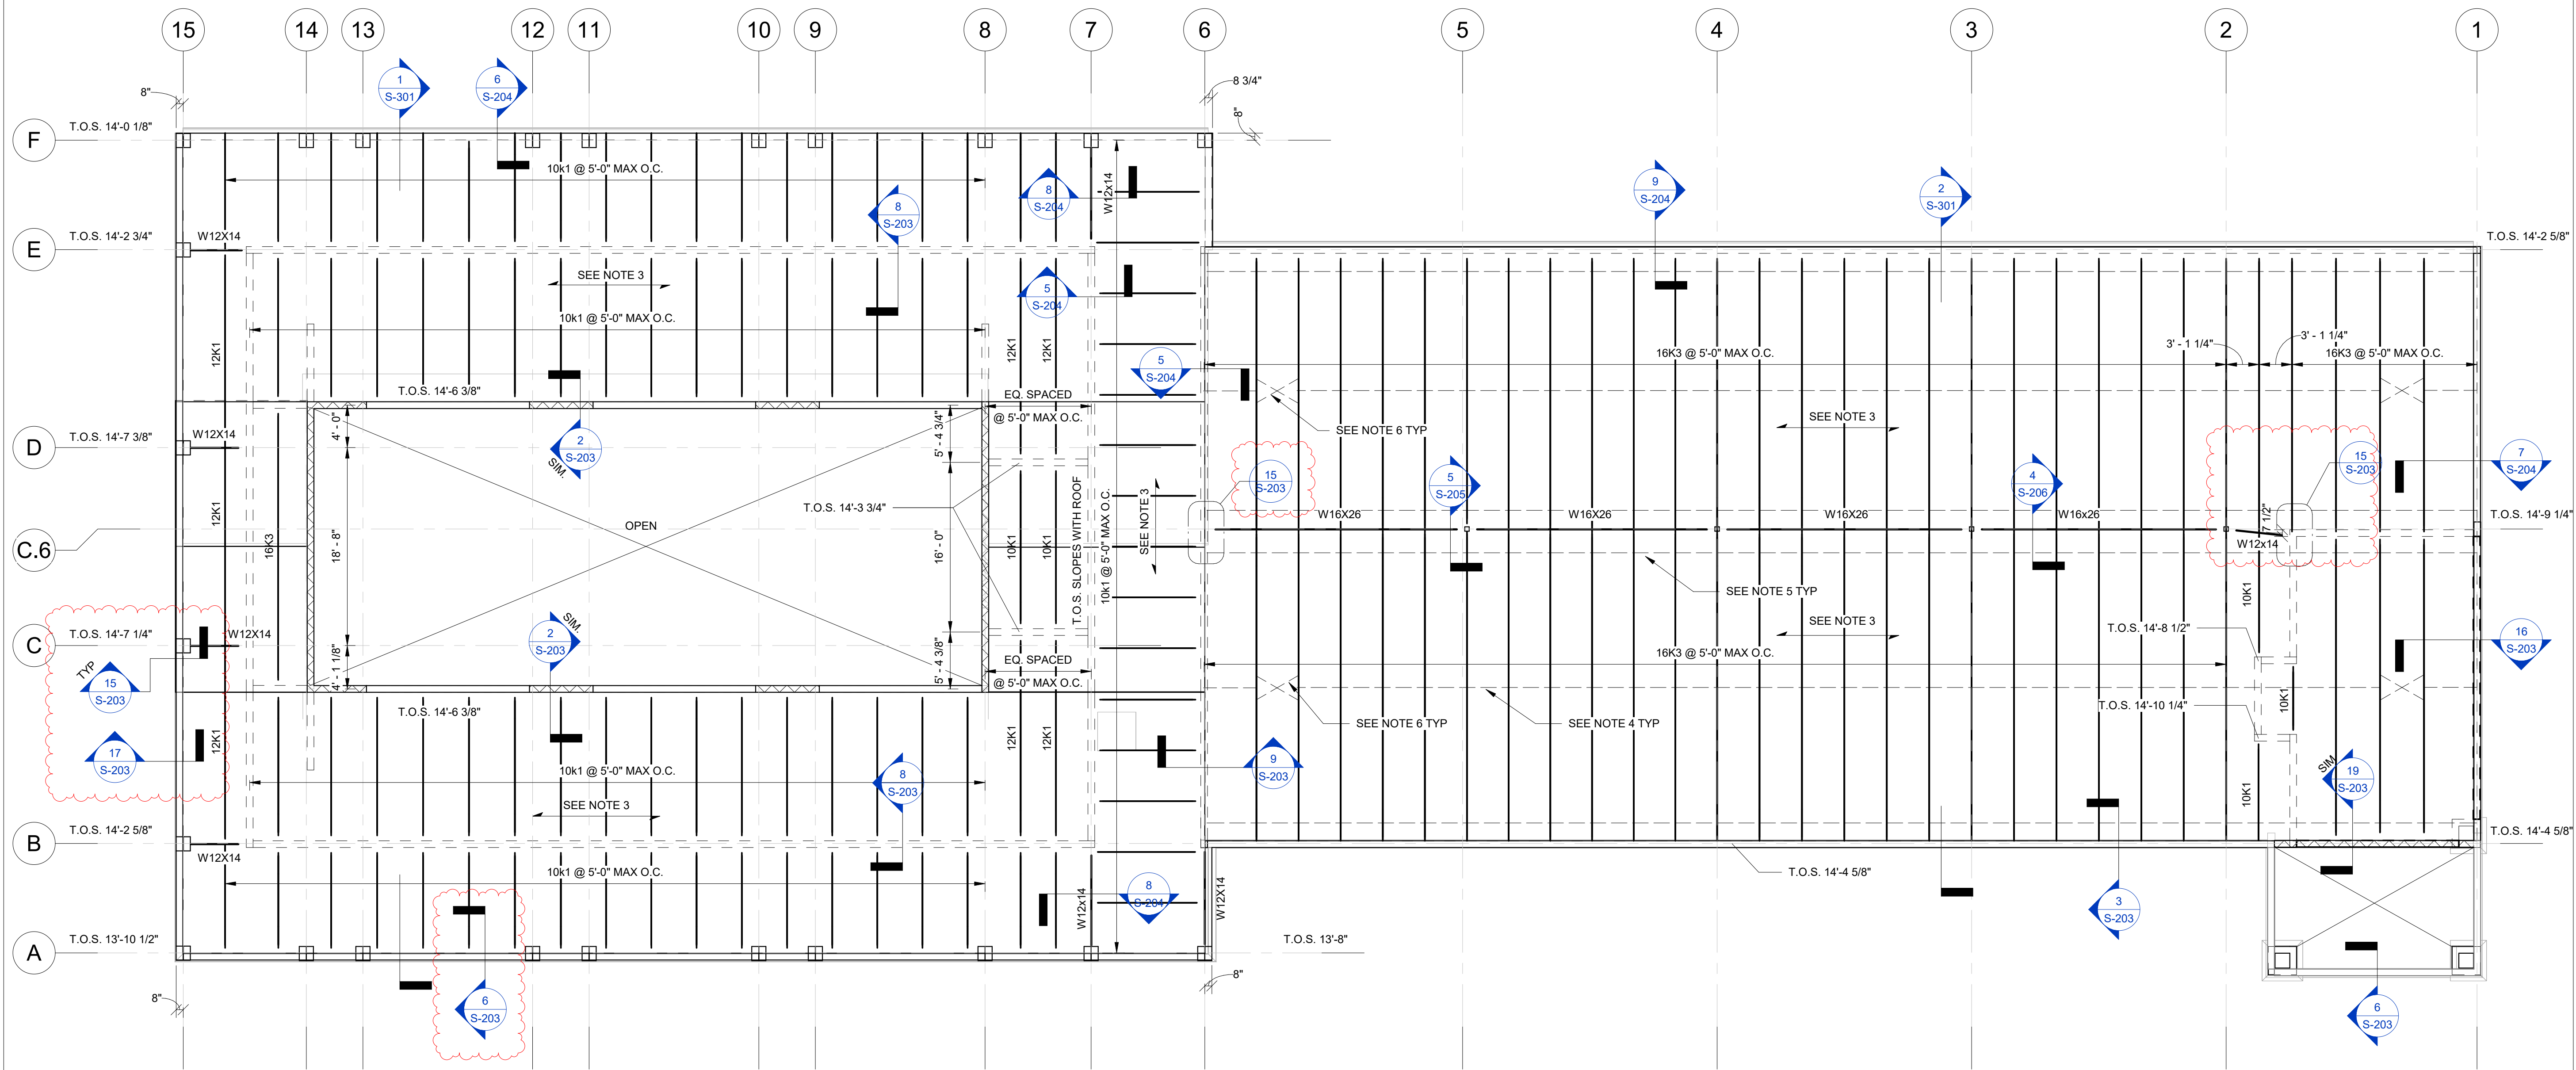 15
14
13
12
11
10
9
8
7
6
5
4
3
2
1
8"
1
S-301
6
S-204
8 3/4"
8"
F
T.O.S. 14'-0 1/8"
10k1 @ 5'-0" MAX O.C.
W12x14
8
S-204
8
S-203
9
S-204
2
S-301
E
T.O.S. 14'-2 3/4"
W12X14
T.O.S. 14'-2 5/8"
SEE NOTE 3
5
S-204
10k1 @ 5'-0" MAX O.C.
12K1
12K1
12K1
5
S-204
16K3 @ 5'-0" MAX O.C.
3' - 1 1/4"
3' - 1 1/4"
16K3 @ 5'-0" MAX O.C.
T.O.S. 14'-6 3/8"
EQ. SPACED
@ 5'-0" MAX O.C.
4' - 0"
5' - 4 3/4"
SEE NOTE 3
SEE NOTE 6 TYP
D
T.O.S. 14'-7 3/8"
W12X14
2
S-203
SIM.
15
S-203
5
S-205
4
S-206
15
S-203
7
S-204
12K1
T.O.S. 14'-3 3/4"
OPEN
W16X26
W16X26
W16X26
W16x26
7 1/2"
W12x14
T.O.S. 14'-9 1/4"
C.6
16K3
18' - 8"
16' - 0"
10K1
10K1
T.O.S. SLOPES WITH ROOF
10k1 @ 5'-0" MAX O.C.
SEE NOTE 3
SEE NOTE 5 TYP
10K1
SEE NOTE 3
T.O.S. 14'-8 1/2"
C
T.O.S. 14'-7 1/4"
W12X14
2
S-203
SIM.
16
S-203
16K3 @ 5'-0" MAX O.C.
TYP
15
S-203
4' - 1 1/8"
5' - 4 3/8"
EQ. SPACED
@ 5'-0" MAX O.C.
T.O.S. 14'-6 3/8"
SEE NOTE 6 TYP
SEE NOTE 4 TYP
10K1
T.O.S. 14'-10 1/4"
17
S-203
12K1
12K1
12K1
10k1 @ 5'-0" MAX O.C.
8
S-203
9
S-203
10K1
SIM
19
S-203
SEE NOTE 3
B
T.O.S. 14'-2 5/8"
W12X14
T.O.S. 14'-4 5/8"
10k1 @ 5'-0" MAX O.C.
T.O.S. 14'-4 5/8"
8
S-204
W12x14
W12X14
3
S-203
A
T.O.S. 13'-10 1/2"
T.O.S. 13'-8"
8"
8"
6
S-203
6
S-203